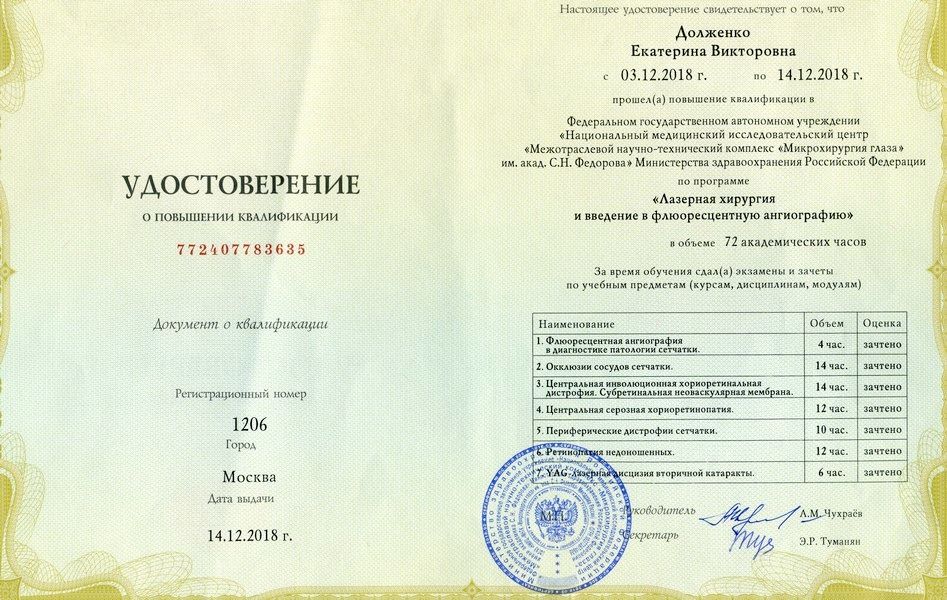 УДОСТОВЕРЕНИЕ
О ПОВЫШЕНИИ КВАЛИФИКАЦИИ
772407783635
Документ о квалификации
Регистрационный номер
1206
Город
Москва
Дата выдачи
14.12.2018 г.
Настоящее удостоверение свидетельствует о том, что
Долженко
Екатерина Викторовна
с 03.12.2018 г. по 14.12.2018 г.
прошел(а) повышение квалификации в
Федеральном государственном автономном учреждении
«Национальный медицинский исследовательский центр
«Межотраслевой научно-технический комплекс «Микрохирургия глаза»
им. акад. С.Н. Федорова» Министерства здравоохранения Российской Федерации
по программе
«Лазерная хирургия
и введение в флюоресцентную ангиографию»
в объеме 72 академических часов
За время обучения сдал(а) экзамены и зачеты
по учебным предметам (курсам, дисциплинам, модулям)
Наименование Объем Оценка
1. Флюоресцентная ангиография
в диагностике патологии сетчатки. 4 час. зачтено
2. Окклюзии сосудов сетчатки. 14 час. зачтено
3. Центральная инволюционная хориоретинальная
дистрофия. Субретинальная неоваскулярная мембрана. 14 час. зачтено
4. Центральная серозная хориоретинопатия. 12 час. зачтено
5. Периферические дистрофии сетчатки. 10 час. зачтено
6. Ретинопатия недоношенных. 12 час. зачтено
7. YAG-Лазерная дисцизия вторичной катаракты. 6 час. зачтено
М.П.
Руководитель А.М. Чухраёв
Секретарь Э.Р. Туманян